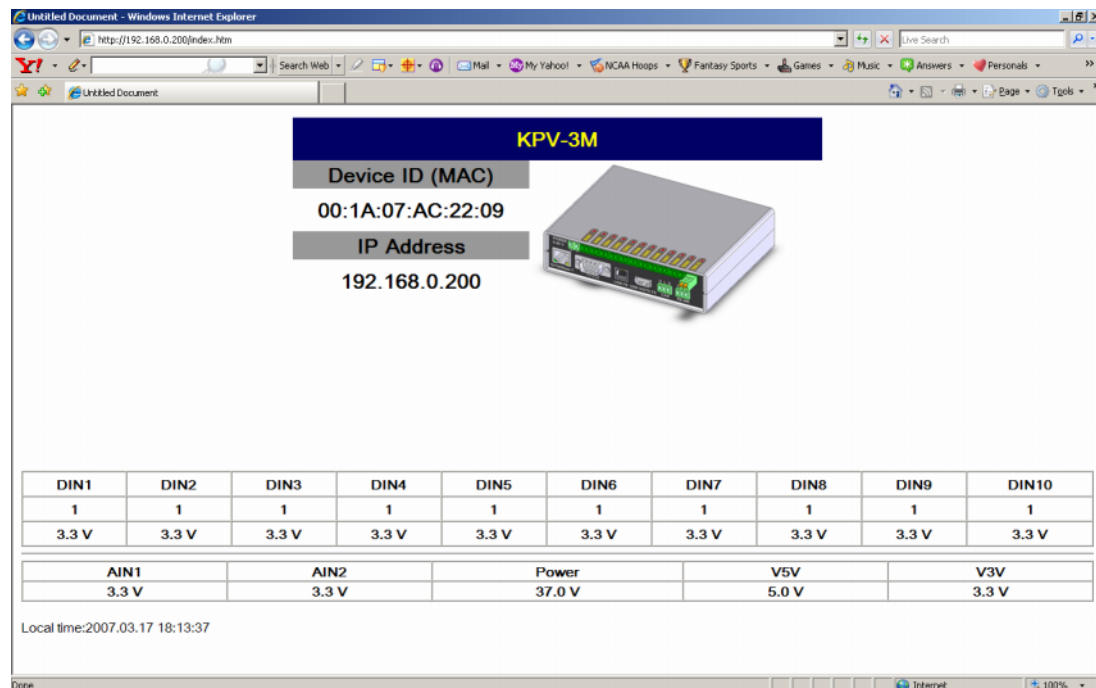 Untitled Document - Windows Internet Explorer
http://192.168.0.200/index.htm
Live Search
Y! Search Web Mail My Yahoo! NCAA Hoops Fantasy Sports Games Music Answers Personals »
Untitled Document Page Tools
KPV-3M
Device ID (MAC)
00:1A:07:AC:22:09
IP Address
192.168.0.200
DIN1 DIN2 DIN3 DIN4 DIN5 DIN6 DIN7 DIN8 DIN9 DIN10
1 1 1 1 1 1 1 1 1 1
3.3 V 3.3 V 3.3 V 3.3 V 3.3 V 3.3 V 3.3 V 3.3 V 3.3 V 3.3 V
AIN1 AIN2 Power V5V V3V
3.3 V 3.3 V 37.0 V 5.0 V 3.3 V
Local time:2007.03.17 18:13:37
Done Internet 100%